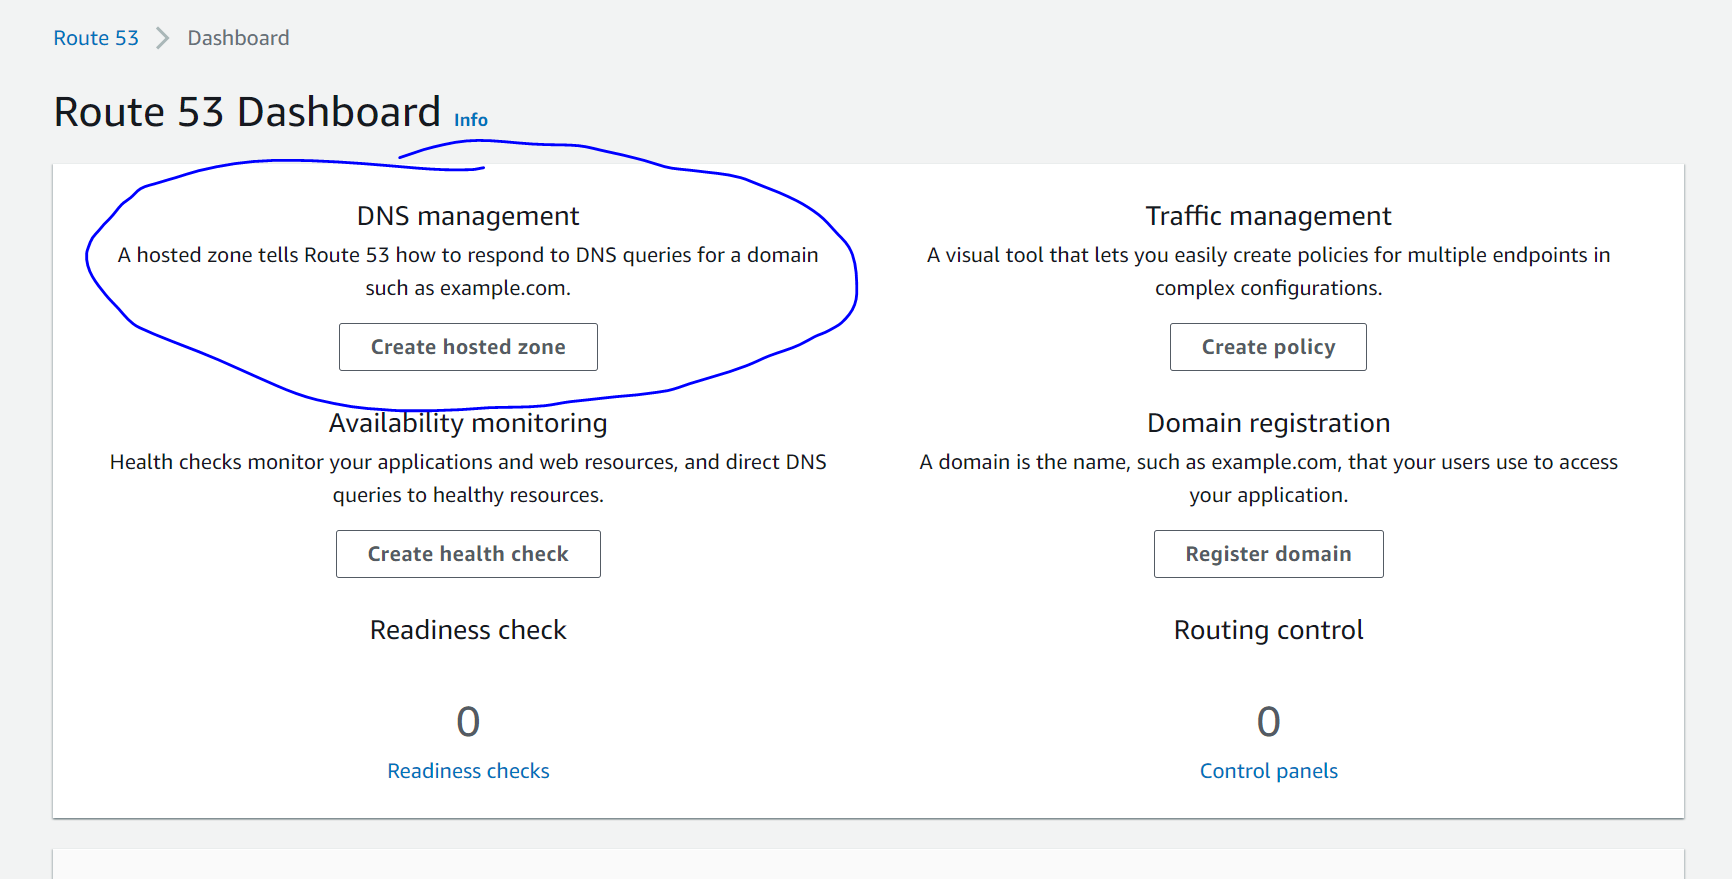 Route 53 > Dashboard
Route 53 Dashboard Info
DNS management
A hosted zone tells Route 53 how to respond to DNS queries for a domain
such as example.com.
Create hosted zone
Traffic management
A visual tool that lets you easily create policies for multiple endpoints in
complex configurations.
Create policy
Availability monitoring
Health checks monitor your applications and web resources, and direct DNS
queries to healthy resources.
Create health check
Domain registration
A domain is the name, such as example.com, that your users use to access
your application.
Register domain
Readiness check
0
Readiness checks
Routing control
0
Control panels